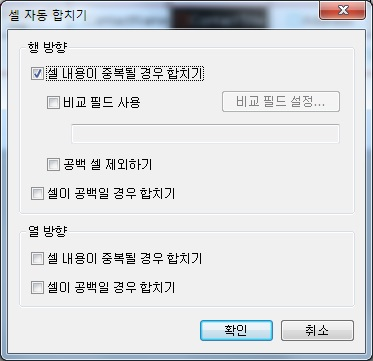 셀 자동 합치기
행 방향
셀 내용이 중복될 경우 합치기
비교 필드 사용
비교 필드 설정...
공백 셀 제외하기
셀이 공백일 경우 합치기
열 방향
셀 내용이 중복될 경우 합치기
셀이 공백일 경우 합치기
확인
취소